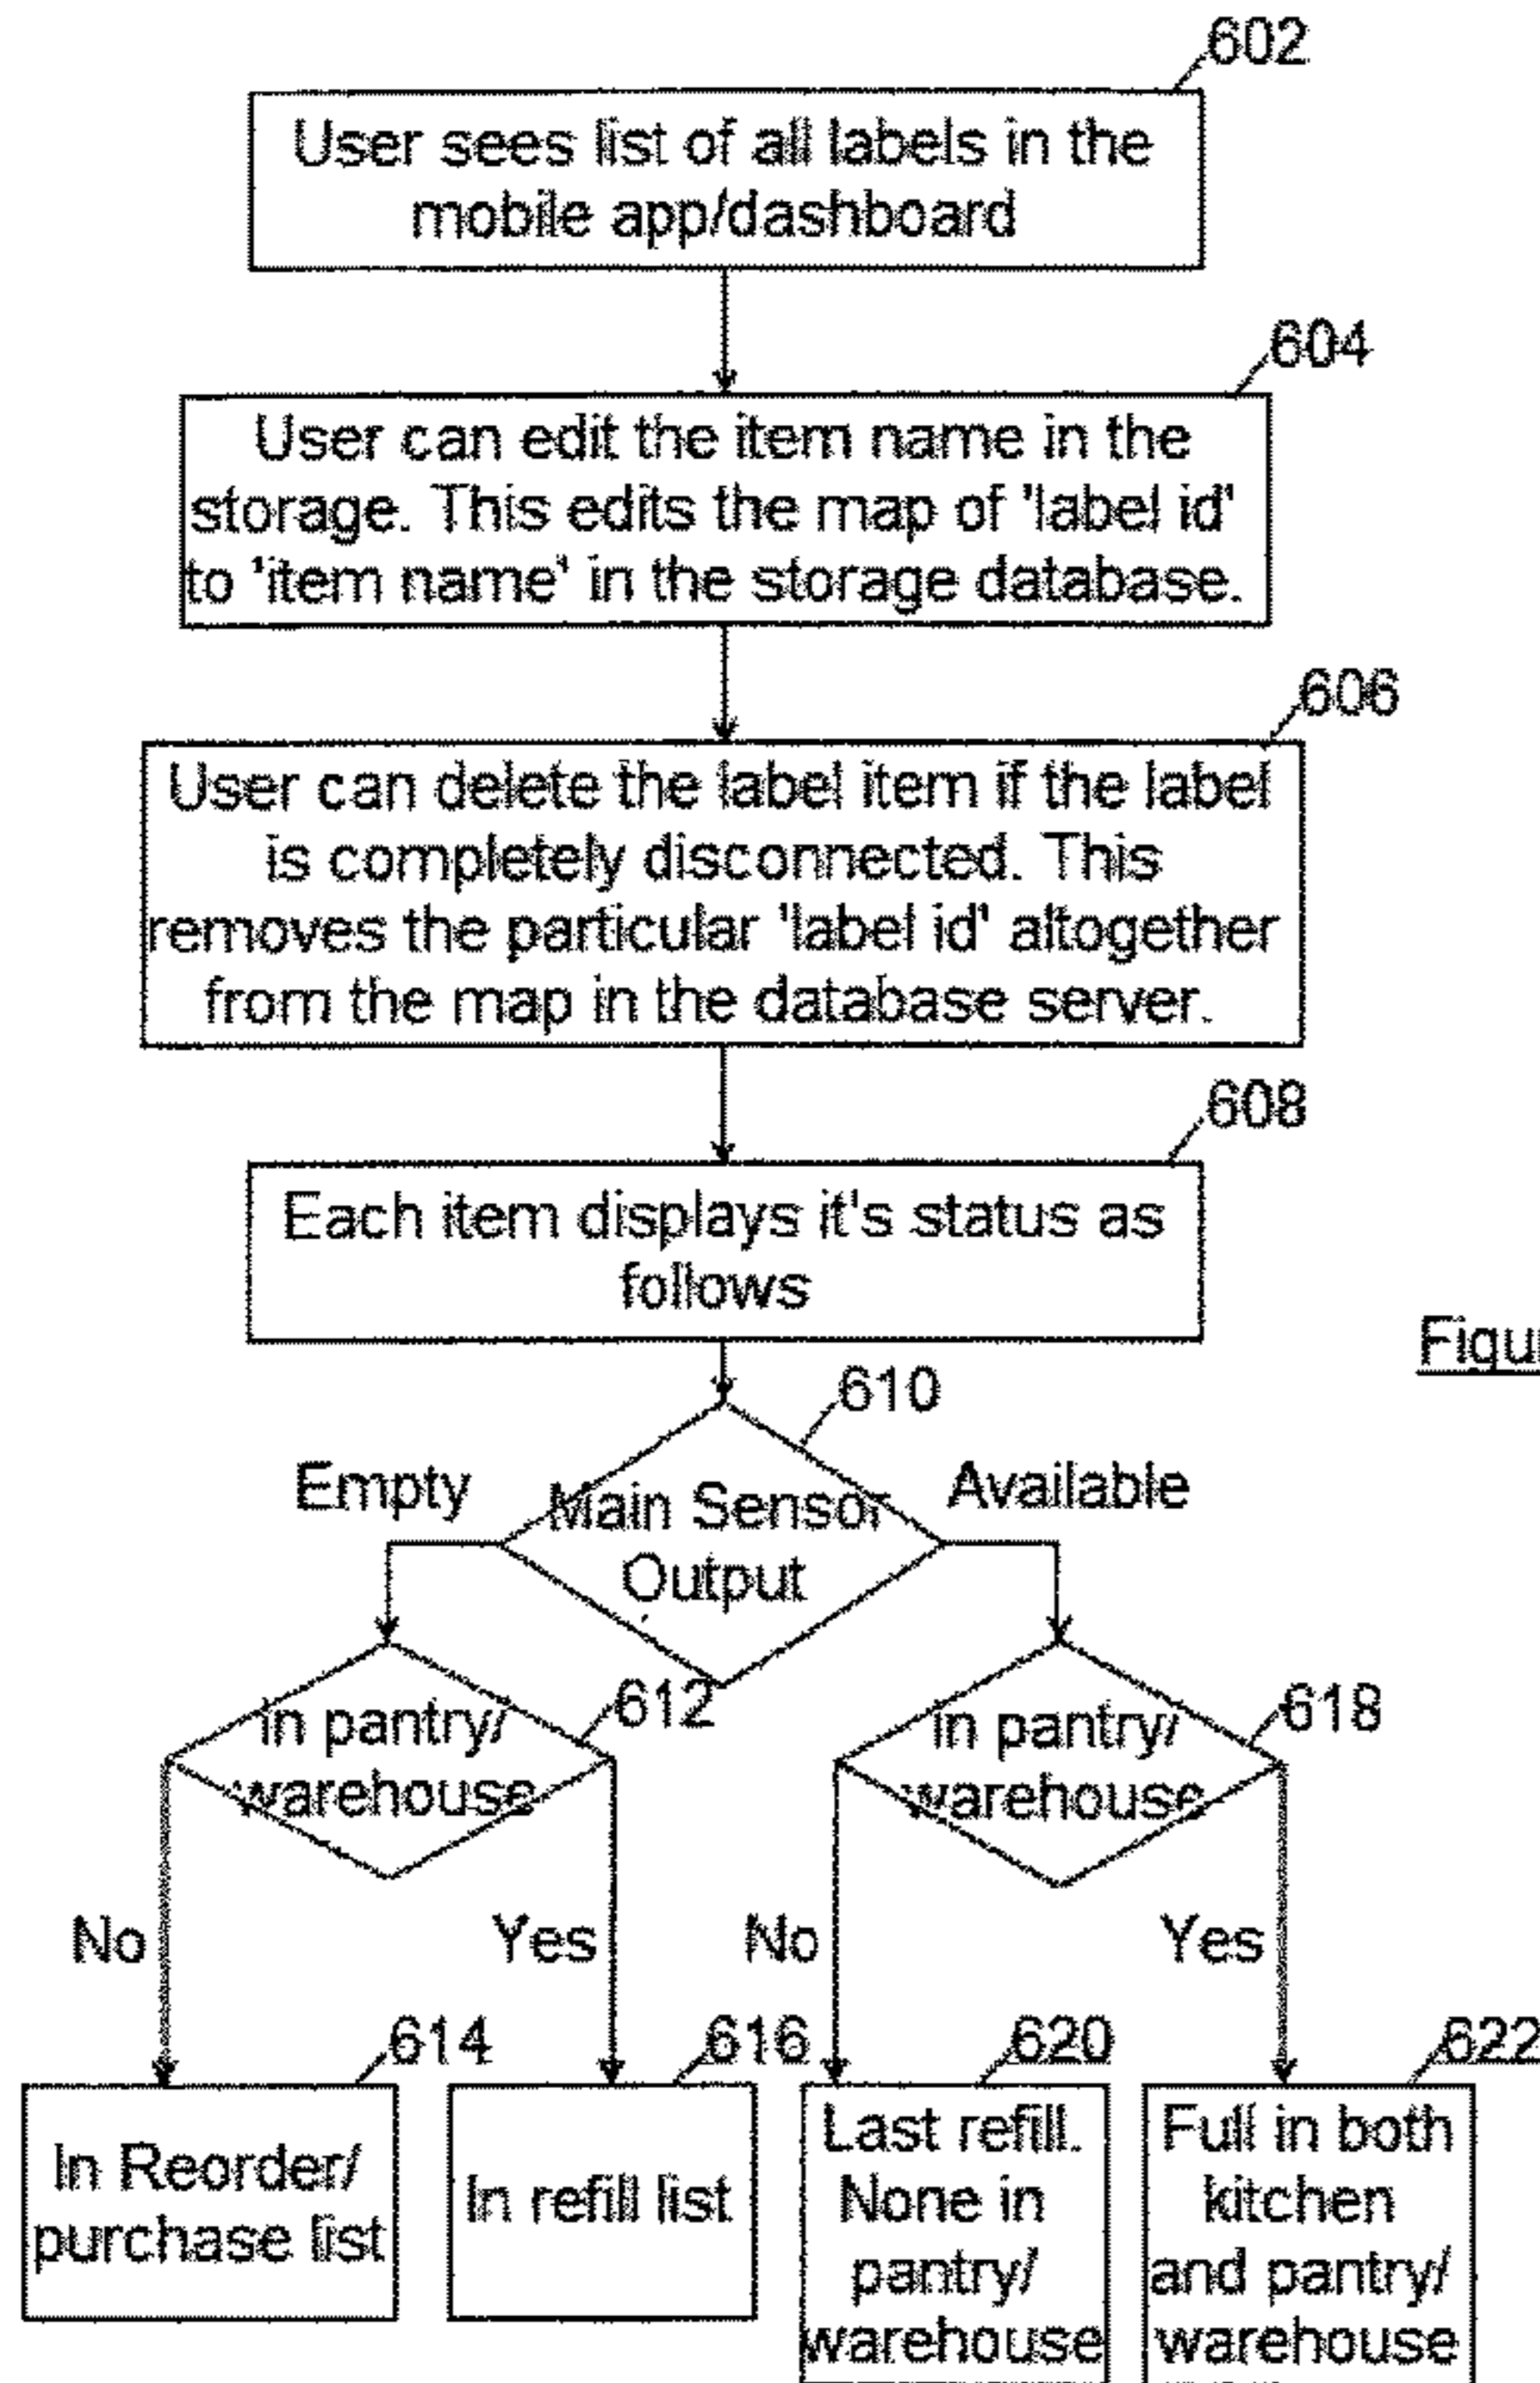 602
User sees list of all labels in the
mobile app/dashboard
604
User can edit the item name in the
storage. This edits the map of 'label id'
to 'item name' in the storage database.
606
User can delete the label item if the label
is completely disconnected. This
removes the particular 'label id' altogether
from the map in the database server.
608
Each item displays it's status as
follows
Figu
610
Empty
Main Sensor
Output
Available
612
In pantry/
warehouse
618
In pantry/
warehouse
No
Yes
No
Yes
614
In Reorder/
purchase list
616
In refill list
620
Last refill.
None in
pantry/
warehouse
622
Full in both
kitchen
and pantry/
warehouse